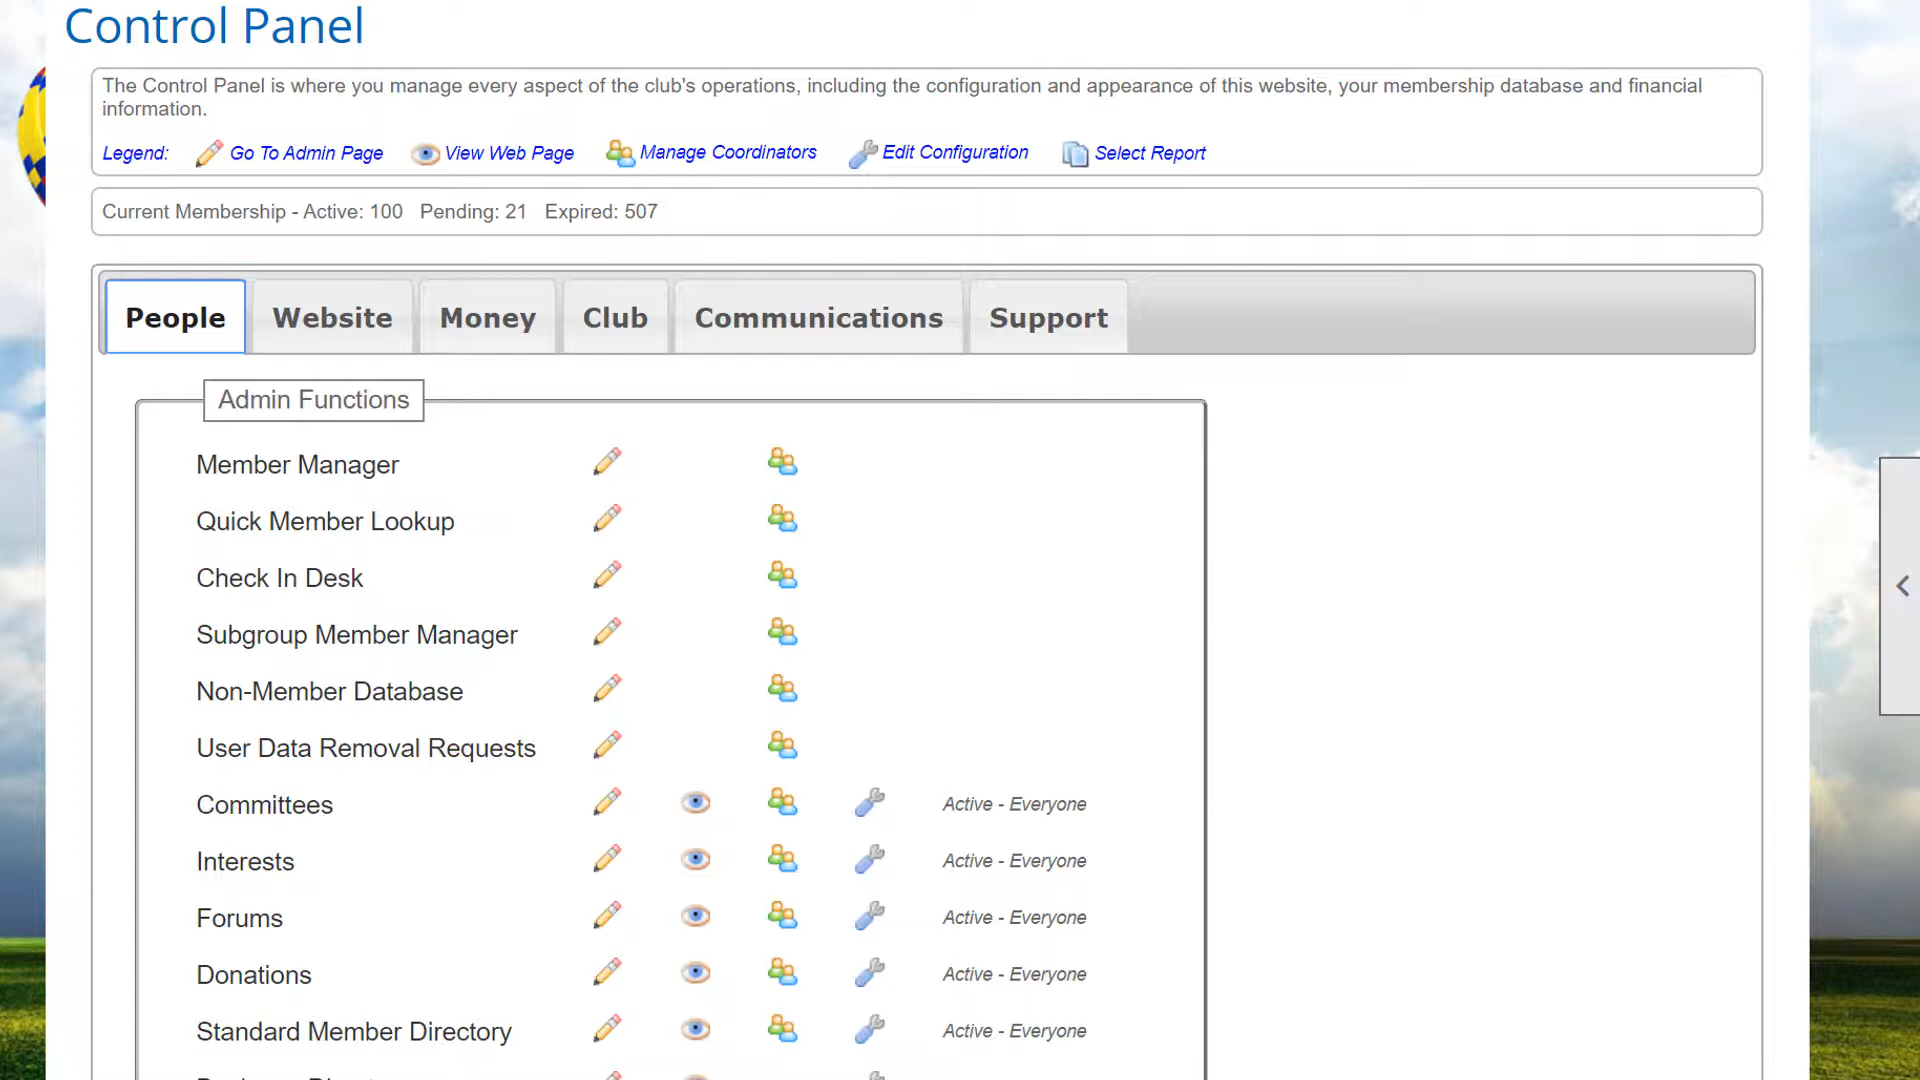 Control Panel
The Control Panel is where you manage every aspect of the club's operations, including the configuration and appearance of this website, your membership database and financial
information.
Legend: Go To Admin Page View Web Page Manage Coordinators Edit Configuration Select Report
Current Membership - Active: 100 Pending: 21 Expired: 507
People Website Money Club Communications Support
Admin Functions
Member Manager
Quick Member Lookup
Check In Desk
Subgroup Member Manager
Non-Member Database
User Data Removal Requests
Committees Active - Everyone
Interests Active - Everyone
Forums Active - Everyone
Donations Active - Everyone
Standard Member Directory Active - Everyone